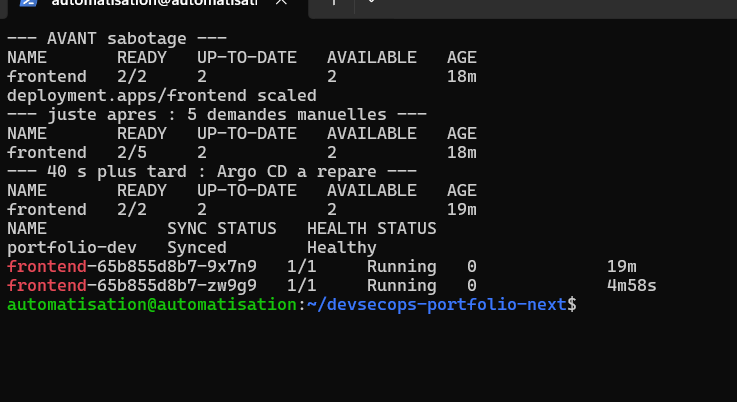 automatisation@automatisati
--- AVANT sabotage ---
NAME       READY   UP-TO-DATE   AVAILABLE   AGE
frontend   2/2     2            2           18m
deployment.apps/frontend scaled
--- juste apres : 5 demandes manuelles ---
NAME       READY   UP-TO-DATE   AVAILABLE   AGE
frontend   2/5     2            2           18m
--- 40 s plus tard : Argo CD a repare ---
NAME       READY   UP-TO-DATE   AVAILABLE   AGE
frontend   2/2     2            2           19m
NAME            SYNC STATUS   HEALTH STATUS
portfolio-dev   Synced        Healthy
frontend-65b855d8b7-9x7n9   1/1     Running   0             19m
frontend-65b855d8b7-zw9g9   1/1     Running   0             4m58s
automatisation@automatisation:~/devsecops-portfolio-next$